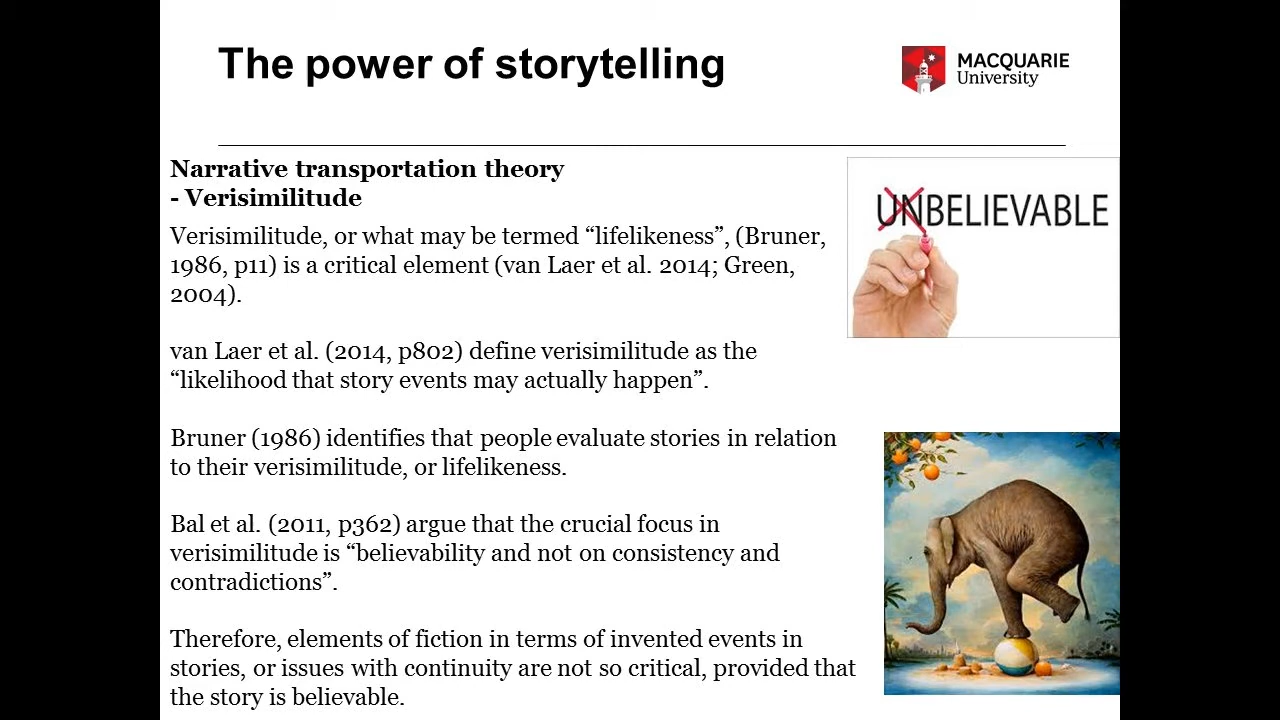 The power of storytelling
MACQUARIE
University
Narrative transportation theory
- Verisimilitude
Verisimilitude, or what may be termed “lifelikeness”, (Bruner,
1986, p11) is a critical element (van Laer et al. 2014; Green,
2004).
van Laer et al. (2014, p802) define verisimilitude as the
“likelihood that story events may actually happen”.
Bruner (1986) identifies that people evaluate stories in relation
to their verisimilitude, or lifelikeness.
Bal et al. (2011, p362) argue that the crucial focus in
verisimilitude is “believability and not on consistency and
contradictions”.
Therefore, elements of fiction in terms of invented events in
stories, or issues with continuity are not so critical, provided that
the story is believable.
UNBELIEVABLE